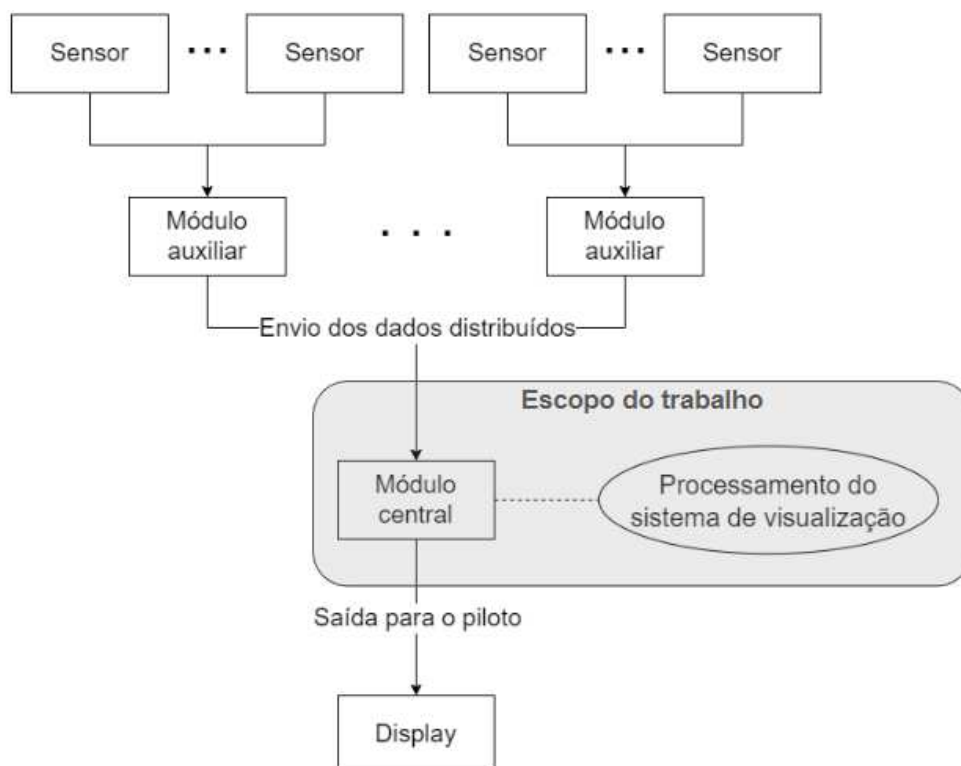 Sensor
Sensor
Sensor
Sensor
Módulo
auxiliar
Módulo
auxiliar
Envio dos dados distribuídos
Escopo do trabalho
Módulo
central
Processamento do
sistema de visualização
Saída para o piloto
Display